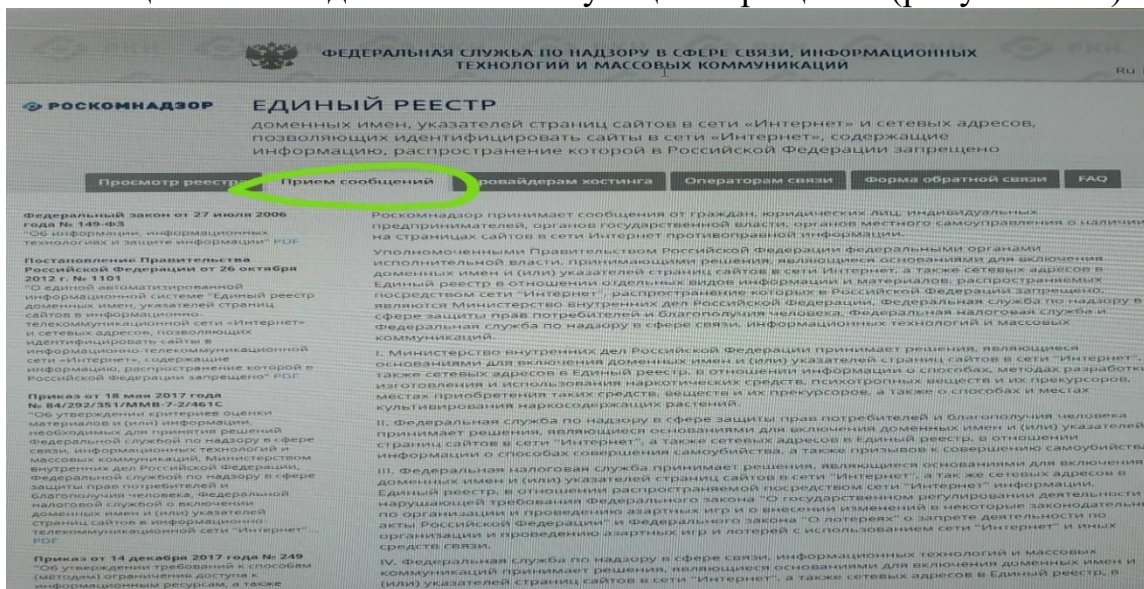 (рисунок
ФЕДЕРАЛЬНАЯ СЛУЖБА ПО НАДЗОРУ В СФЕРЕ СВЯЗИ, ИНФОРМАЦИОННЫХ
ТЕХНОЛОГИЙ И МАССОВЫХ КОММУНИКАЦИЙ
Ru
РОСКОМНАДЗОР
ЕДИНЫЙ РЕЕСТР
доменных имен, указателей страниц сайтов в сети «Интернет» и сетевых адресов,
позволяющих идентифицировать сайты в сети «Интернет», содержащие
информацию, распространение которой в Российской Федерации запрещено
Просмотр реестра
Прием сообщений
Провайдерам хостинга
Операторам связи
Форма обратной связи
FAQ
Федеральный закон от 27 июля 2006
года № 149-ФЗ
"Об информации, информационных
технологиях и защите информации" PDF
Постановление Правительства
Российской Федерации от 26 октября
2012 г. № 1101
"О единой автоматизированной
информационной системе "Единый реестр
доменных имен, указателей страниц
сайтов в информационно-
телекоммуникационной сети «Интернет»
и сетевых адресов, позволяющих
идентифицировать сайты в
информационно-телекоммуникационной
сети «Интернет», содержащие
информацию, распространение которой в
Российской Федерации запрещено" PDF
Приказ от 18 мая 2017 года
№ 84/292/351/ММВ-7-2/461С
"Об утверждении критериев оценки
материалов и (или) информации,
необходимых для принятия решений
Федеральной службой по надзору в сфере
связи, информационных технологий и
массовых коммуникаций, Министерством
внутренних дел Российской Федерации,
Федеральной службой по надзору в сфере
защиты прав потребителей и
благополучия человека, Федеральной
налоговой службой о включении
доменных имен и (или) указателей
страниц сайтов в информационно-
телекоммуникационной сети "Интернет"...
PDF
Приказ от 14 декабря 2017 года № 249
"Об утверждении требований к способам
(методам) ограничения доступа к
информационным ресурсам, а также
Роскомнадзор принимает сообщения от граждан, юридических лиц, индивидуальных
предпринимателей, органов государственной власти, органов местного самоуправления о наличии
на страницах сайтов в сети Интернет противоправной информации.
Уполномоченными Правительством Российской Федерации федеральными органами
исполнительной власти, принимающими решения, являющиеся основаниями для включения
доменных имен и (или) указателей страниц сайтов в сети Интернет, а также сетевых адресов в
Единый реестр в отношении отдельных видов информации и материалов, распространяемых
посредством сети "Интернет", распространение которых в Российской Федерации запрещено,
являются Министерство внутренних дел Российской Федерации, Федеральная служба по надзору в
сфере защиты прав потребителей и благополучия человека, Федеральная налоговая служба и
Федеральная служба по надзору в сфере связи, информационных технологий и массовых
коммуникаций.
I. Министерство внутренних дел Российской Федерации принимает решения, являющиеся
основаниями для включения доменных имен и (или) указателей страниц сайтов в сети "Интернет",
также сетевых адресов в Единый реестр, в отношении информации о способах, методах разработки
изготовления и использования наркотических средств, психотропных веществ и их прекурсоров,
местах приобретения таких средств, веществ и их прекурсоров, а также о способах и местах
культивирования наркосодержащих растений.
II. Федеральная служба по надзору в сфере защиты прав потребителей и благополучия человека
принимает решения, являющиеся основаниями для включения доменных имен и (или) указателей
страниц сайтов в сети "Интернет", а также сетевых адресов в Единый реестр, в отношении
информации о способах совершения самоубийства, а также призывов к совершению самоубийства
III. Федеральная налоговая служба принимает решения, являющиеся основаниями для включения
доменных имен и (или) указателей страниц сайтов в сети "Интернет", а так же сетевых адресов в
Единый реестр, в отношении распространяемой посредством сети "Интернет" информации,
нарушающей требования Федерального закона "О государственном регулировании деятельности
по организации и проведению азартных игр и о внесении изменений в некоторые законодательн
акты Российской Федерации" и Федерального закона "О лотереях" о запрете деятельности по
организации и проведению азартных игр и лотерей с использованием сети "Интернет" и иных
средств связи.
IV. Федеральная служба по надзору в сфере связи, информационных технологий и массовых
коммуникаций принимает решения, являющиеся основаниями для включения доменных имен и
(или) указателей страниц сайтов в сети "Интернет", а также сетевых адресов в Единый реестр, в